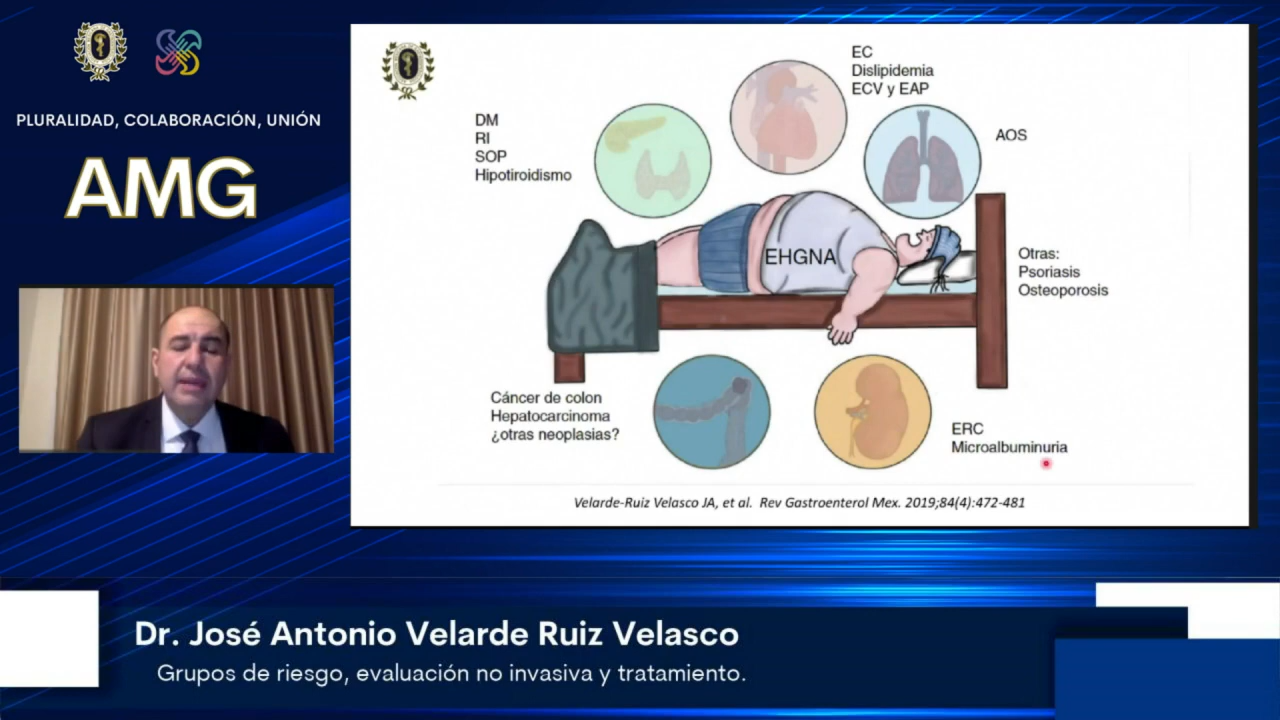 PLURALIDAD, COLABORACIÓN, UNIÓN
AMG
EC
Dislipidemia
ECV y EAP
DM
RI
SOP
Hipotiroidismo
AOS
EHGNA
Otras:
Psoriasis
Osteoporosis
Cáncer de colon
Hepatocarcinoma
¿otras neoplasias?
ERC
Microalbuminuria
Velarde-Ruiz Velasco JA, et al. Rev Gastroenterol Mex. 2019;84(4):472-481
Dr. José Antonio Velarde Ruiz Velasco
Grupos de riesgo, evaluación no invasiva y tratamiento.